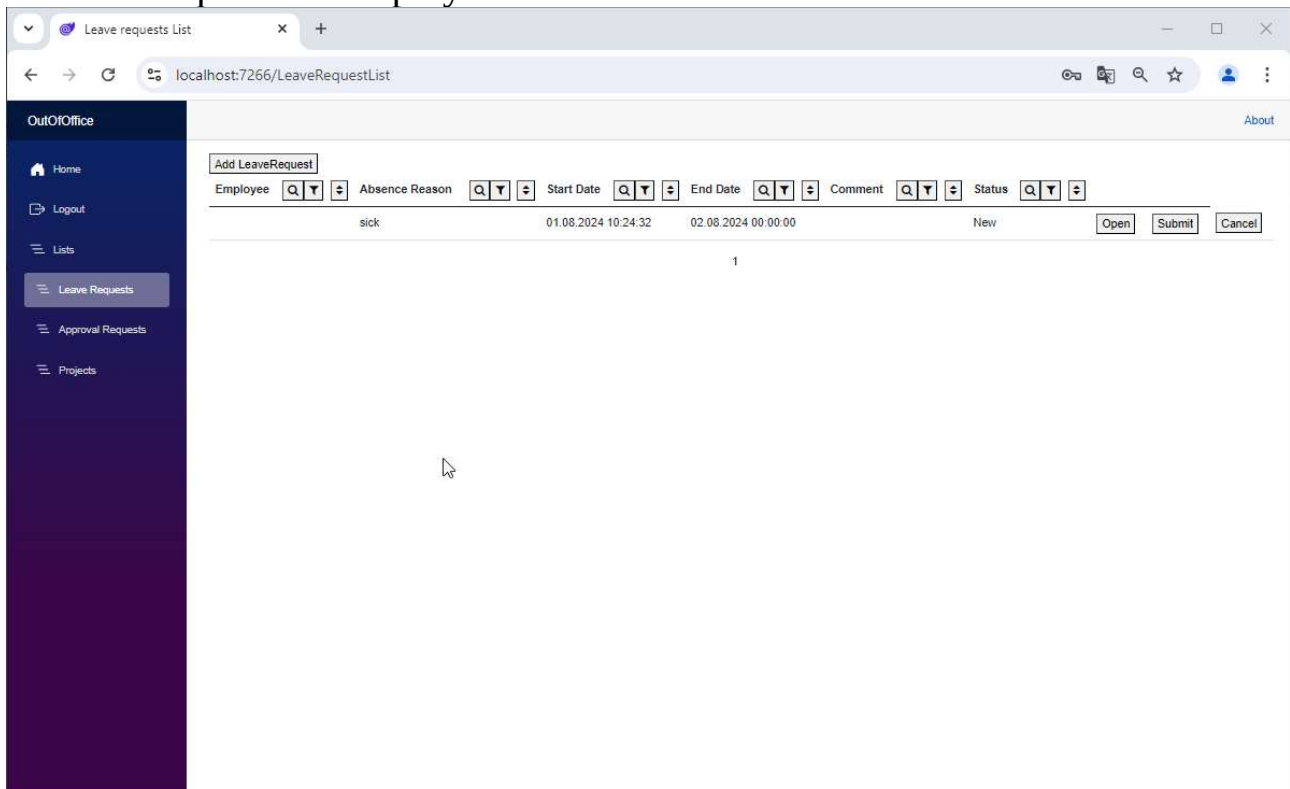 Leave requests List
localhost:7266/LeaveRequestList
OutOfOffice
About
Home
Logout
Lists
Leave Requests
Approval Requests
Projects
Add LeaveRequest
Employee Absence Reason Start Date End Date Comment Status
sick 01.08.2024 10:24:32 02.08.2024 00:00:00 New Open Submit Cancel
1